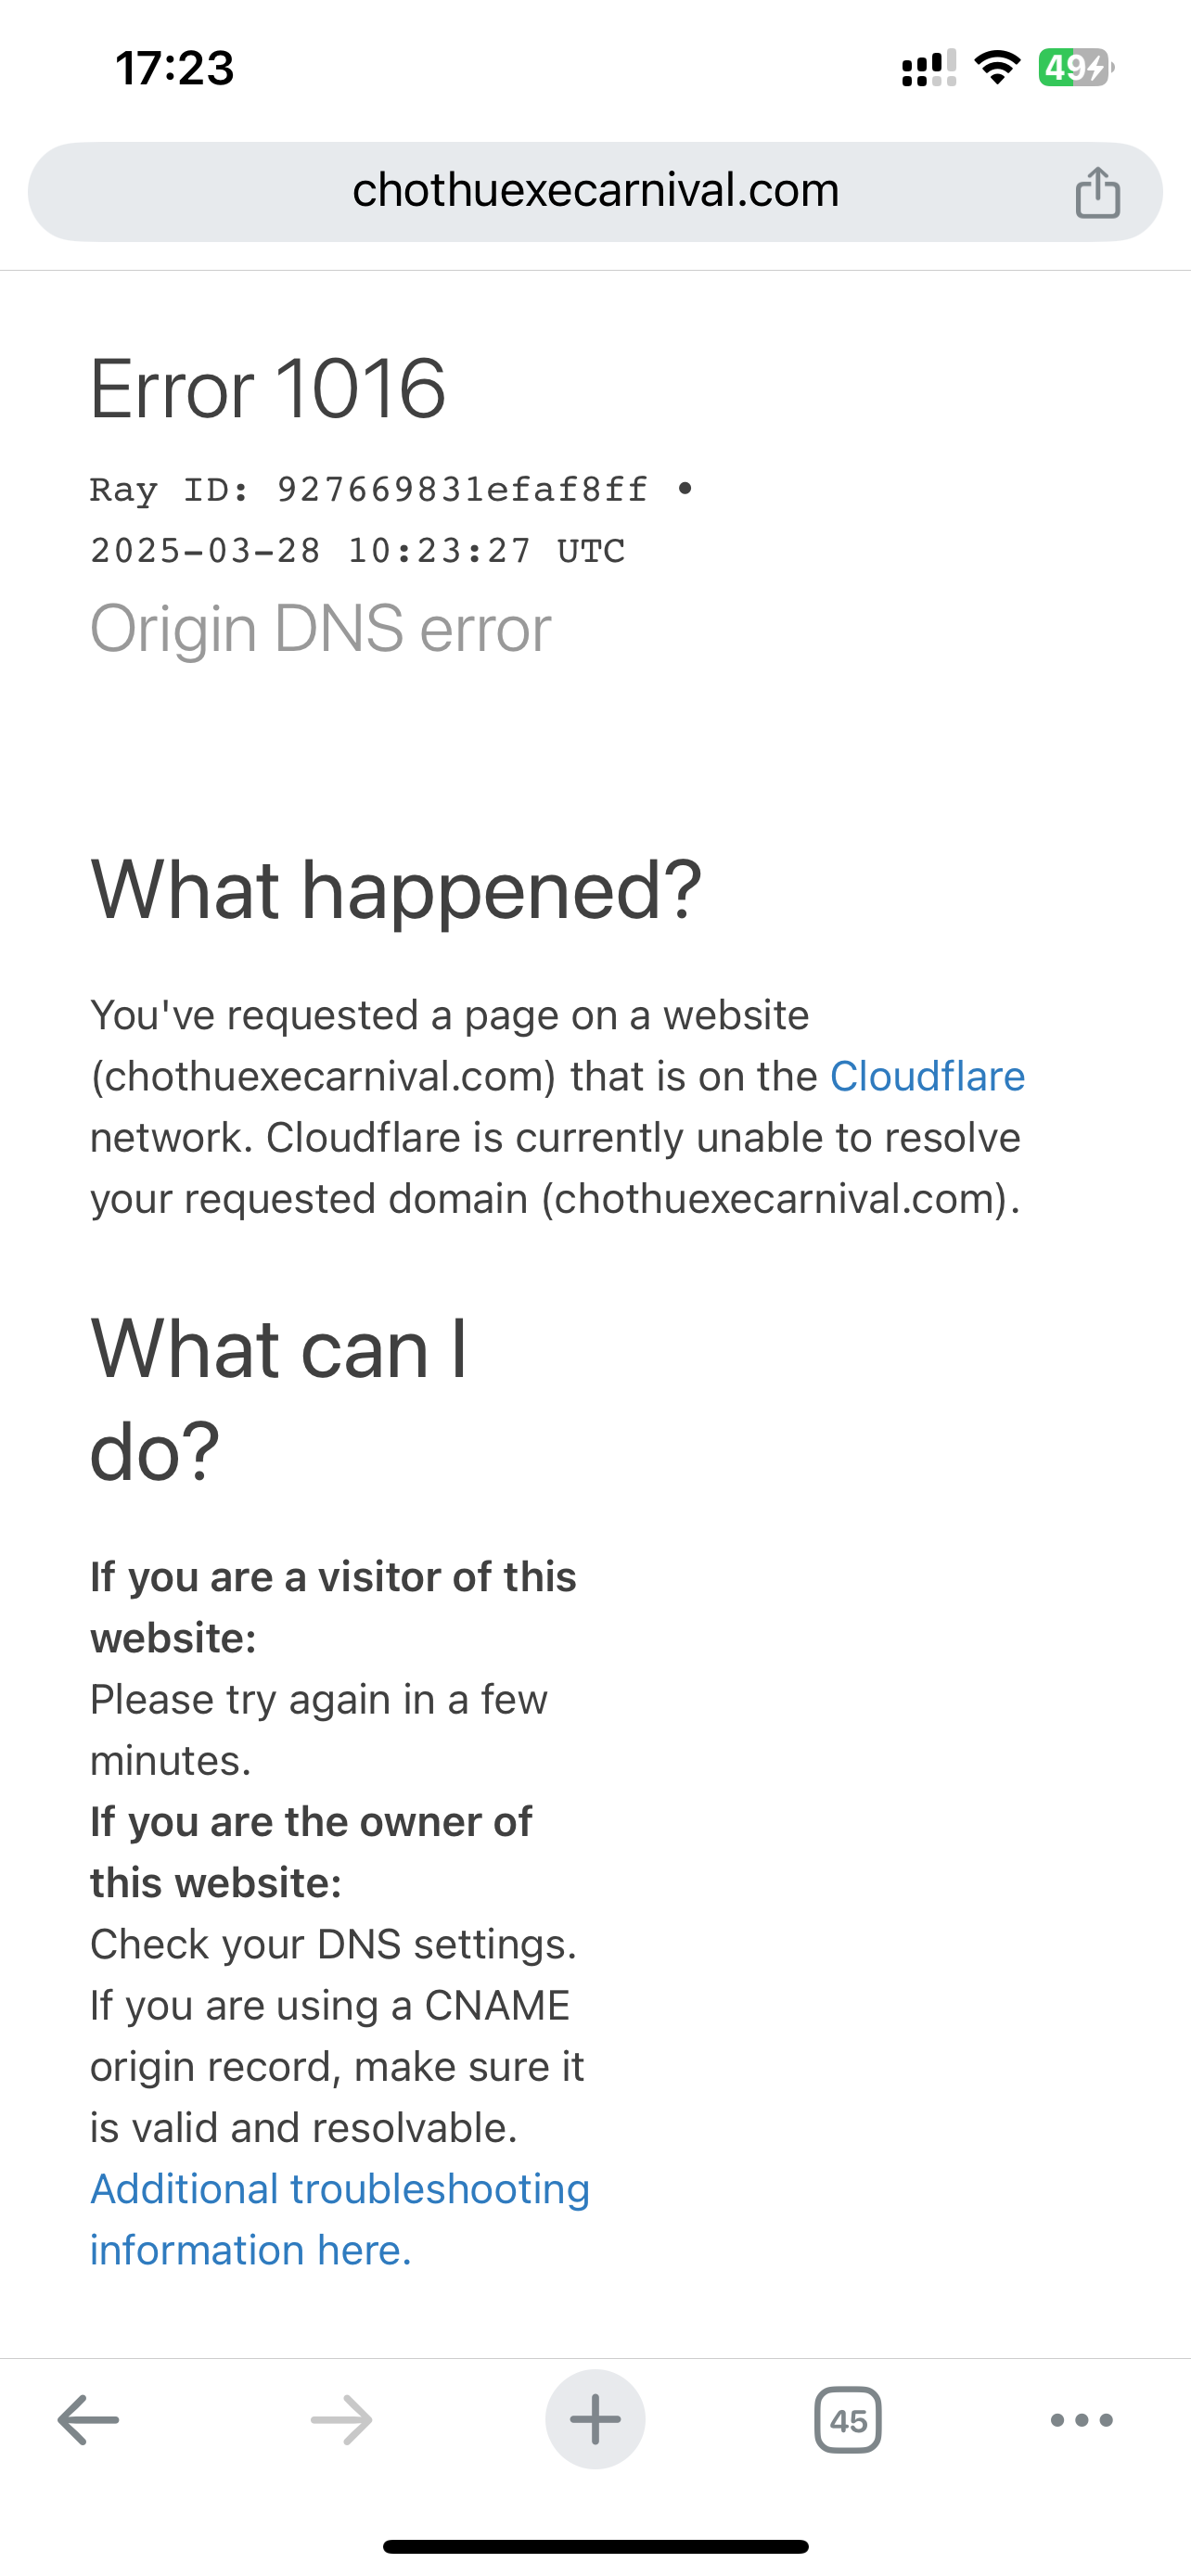 17:23
49
chothuexecarnival.com
Error 1016
Ray ID: 927669831efaf8ff •
2025-03-28 10:23:27 UTC
Origin DNS error
What happened?
You've requested a page on a website
(chothuexecarnival.com) that is on the Cloudflare
network. Cloudflare is currently unable to resolve
your requested domain (chothuexecarnival.com).
What can I
do?
If you are a visitor of this
website:
Please try again in a few
minutes.
If you are the owner of
this website:
Check your DNS settings.
If you are using a CNAME
origin record, make sure it
is valid and resolvable.
Additional troubleshooting
information here.
45